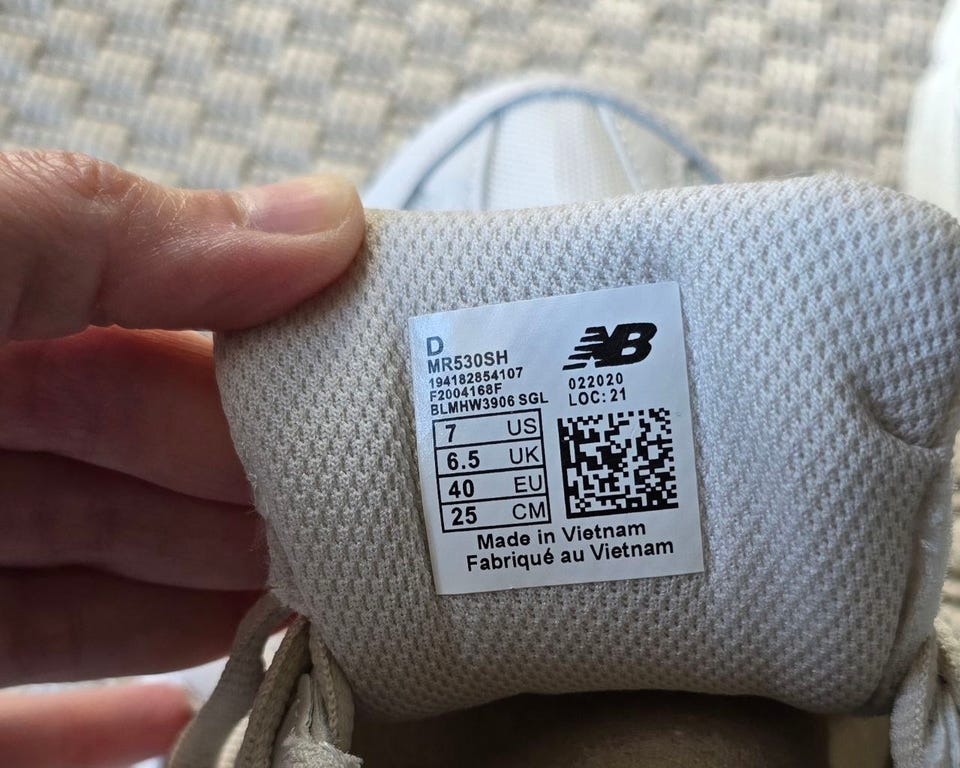 D
MR530SH
194182854107
F2004168F
BLMHW3906 SGL
NB
022020
LOC: 21
7 US
6.5 UK
40 EU
25 CM
Made in Vietnam
Fabriqué au Vietnam